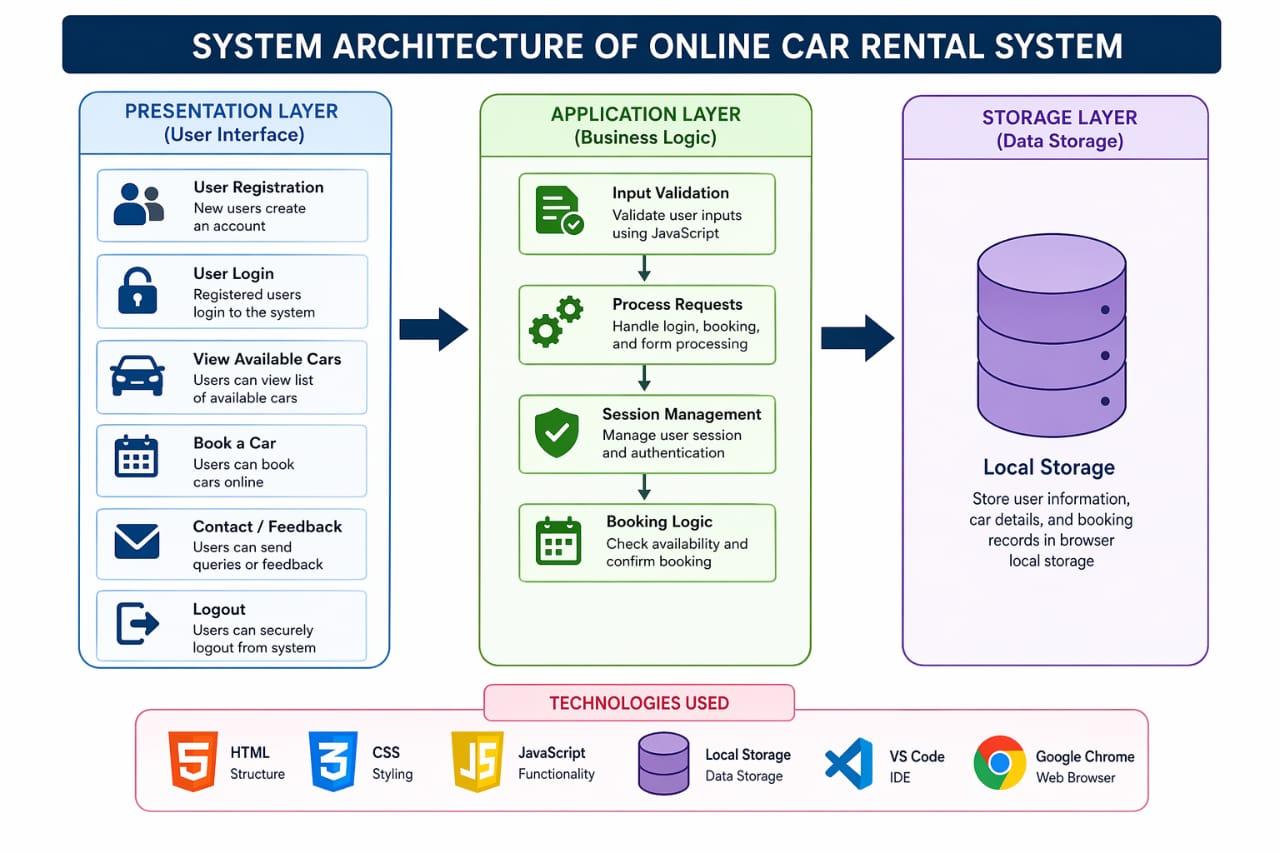 SYSTEM ARCHITECTURE OF ONLINE CAR RENTAL SYSTEM
PRESENTATION LAYER
(User Interface)
User Registration
New users create
an account
User Login
Registered users
login to the system
View Available Cars
Users can view list
of available cars
Book a Car
Users can book
cars online
Contact / Feedback
Users can send
queries or feedback
Logout
Users can securely
logout from system
APPLICATION LAYER
(Business Logic)
Input Validation
Validate user inputs
using JavaScript
Process Requests
Handle login, booking,
and form processing
Session Management
Manage user session
and authentication
Booking Logic
Check availability and
confirm booking
STORAGE LAYER
(Data Storage)
Local Storage
Store user information,
car details, and booking
records in browser
local storage
TECHNOLOGIES USED
5
HTML
Structure
3
CSS
Styling
JS
JavaScript
Functionality
Local Storage
Data Storage
VS Code
IDE
Google Chrome
Web Browser